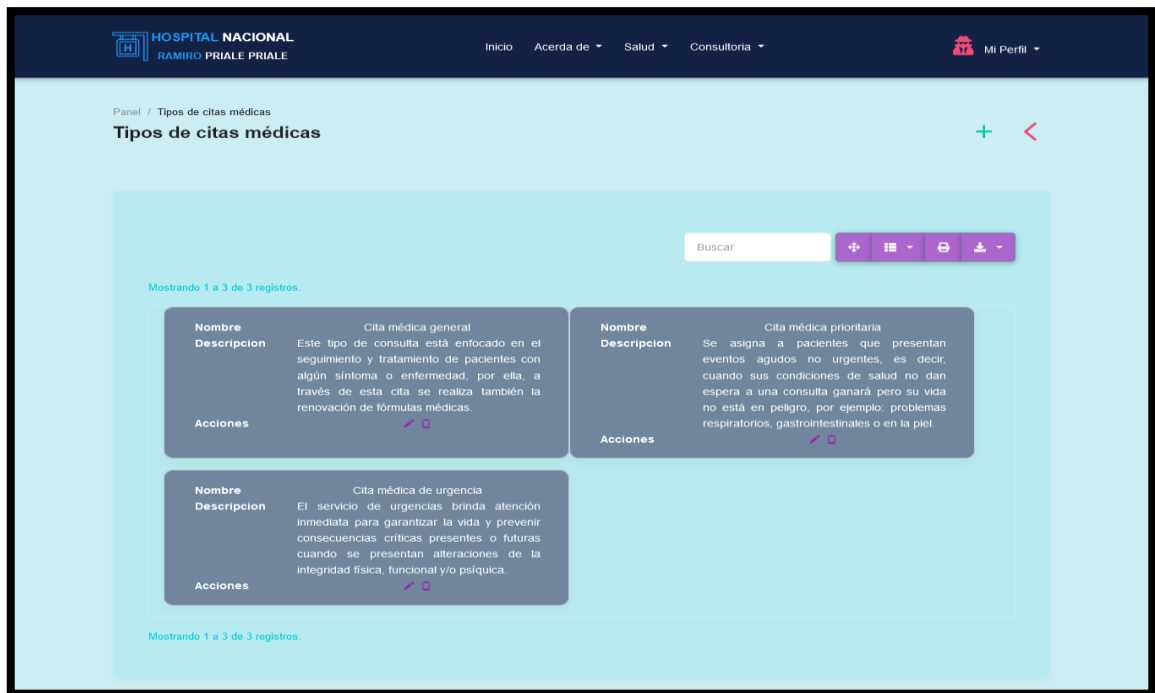 HOSPITAL NACIONAL
RAMIRO PRIALE PRIALE
H
Inicio Acerda de Salud Consultoria Mi Perfil
Panel / Tipos de citas médicas
Tipos de citas médicas
Buscar
Mostrando 1 a 3 de 3 registros.
Nombre Cita médica general
Descripcion Este tipo de consulta está enfocado en el
seguimiento y tratamiento de pacientes con
algún síntoma o enfermedad, por ella, a
través de esta cita se realiza también la
renovación de fórmulas médicas.
Acciones
Nombre Cita médica prioritaria
Descripcion Se asigna a pacientes que presentan
eventos agudos no urgentes, es decir,
cuando sus condiciones de salud no dan
espera a una consulta ganará pero su vida
no está en peligro, por ejemplo: problemas
respiratorios, gastrointestinales o en la piel.
Acciones
Nombre Cita médica de urgencia
Descripcion El servicio de urgencias brinda atención
inmediata para garantizar la vida y prevenir
consecuencias críticas presentes o futuras
cuando se presentan alteraciones de la
integridad física, funcional y/o psíquica.
Acciones
Mostrando 1 a 3 de 3 registros.